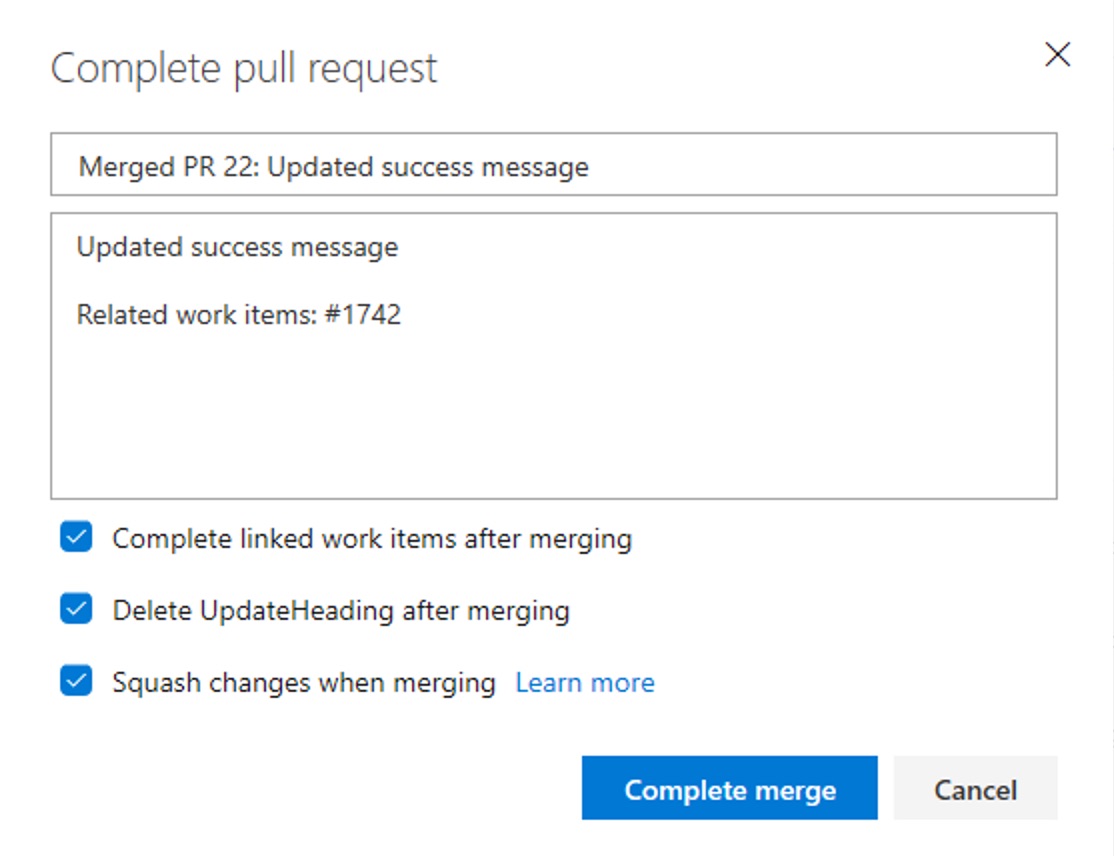 Complete pull request
Merged PR 22: Updated success message
Updated success message
Related work items: #1742
Complete linked work items after merging
Delete UpdateHeading after merging
Squash changes when merging Learn more
Complete merge Cancel